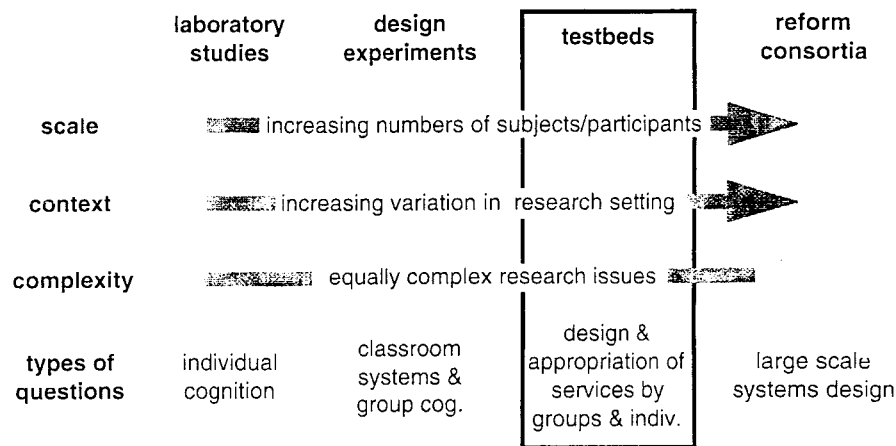 laboratory studies
design experiments
testbeds
reform consortia
scale
increasing numbers of subjects/participants
context
increasing variation in research setting
complexity
equally complex research issues
types of questions
individual cognition
classroom systems & group cog.
design & appropriation of services by groups & indiv.
large scale systems design